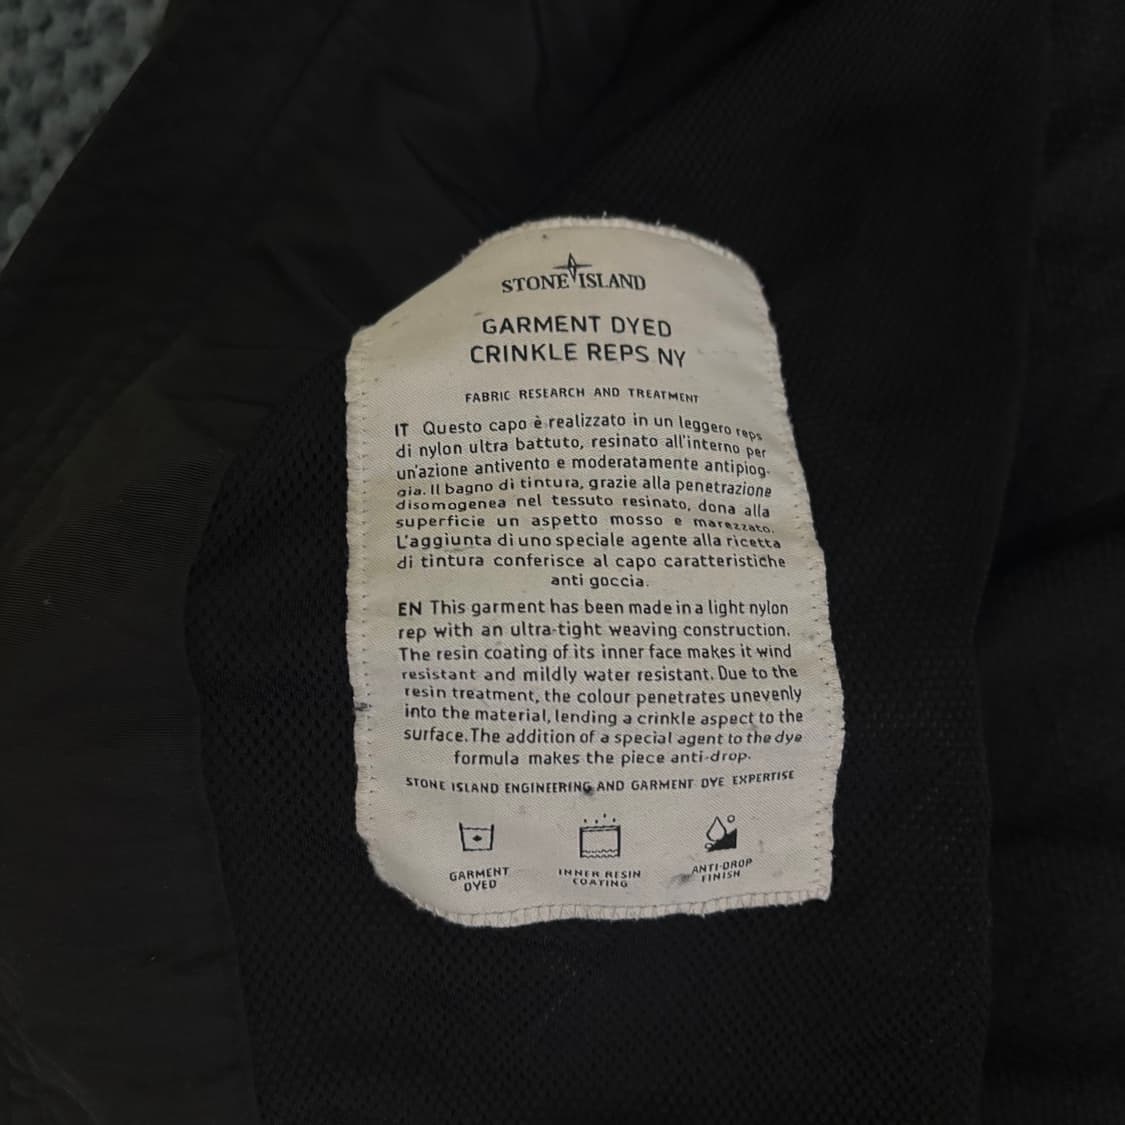 STONE ISLAND
GARMENT DYED
CRINKLE REPS NY
FABRIC RESEARCH AND TREATMENT
IT Questo capo è realizzato in un leggero reps
di nylon ultra battuto, resinato all'interno per
un'azione antivento e moderatamente antipiog-
gia. Il bagno di tintura, grazie alla penetrazione
disomogenea nel tessuto resinato, dona alla
superficie un aspetto mosso e marezzato.
L'aggiunta di uno speciale agente alla ricetta
di tintura conferisce al capo caratteristiche
anti goccia.
EN This garment has been made in a light nylon
rep with an ultra-tight weaving construction.
The resin coating of its inner face makes it wind
resistant and mildly water resistant. Due to the
resin treatment, the colour penetrates unevenly
into the material, lending a crinkle aspect to the
surface. The addition of a special agent to the dye
formula makes the piece anti-drop.
STONE ISLAND ENGINEERING AND GARMENT DYE EXPERTISE
GARMENT DYED
INNER RESIN COATING
ANTI-DROP FINISH